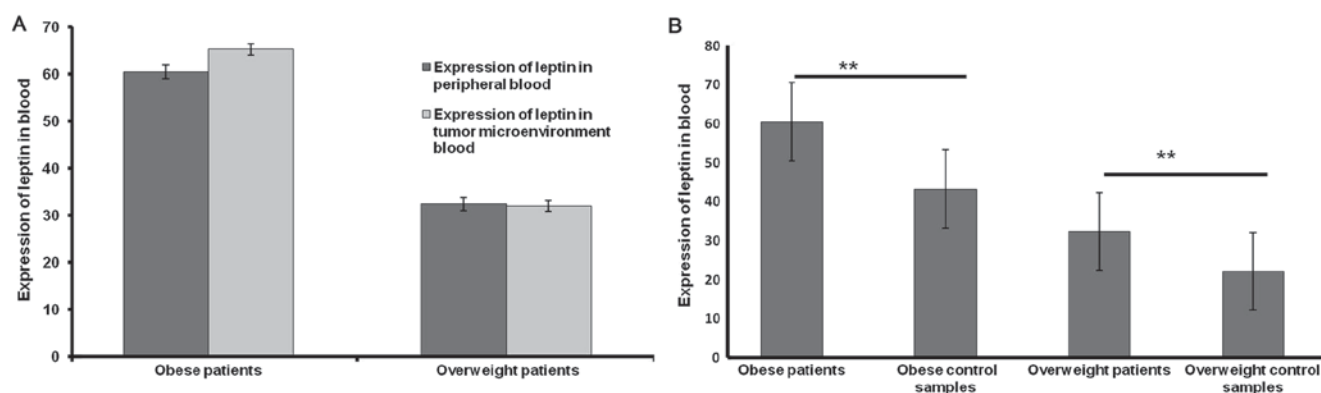 A
Expression of leptin in blood
70
60
50
40
30
20
10
0
Expression of leptin in
peripheral blood
Expression of leptin in
tumor microenvironment
blood
Obese patients
Overweight patients
B
Expression of leptin in blood
80
70
60
50
40
30
20
10
0
**
**
Obese patients
Obese control
samples
Overweight patients
Overweight control
samples